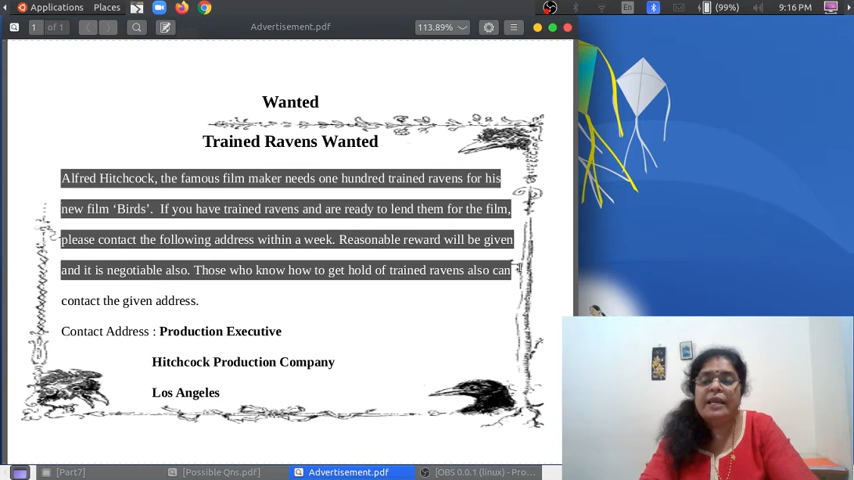 Applications Places En (99%) 9:16 PM
1 of 1 Advertisement.pdf 113.89%
Wanted
Trained Ravens Wanted
Alfred Hitchcock, the famous film maker needs one hundred trained ravens for his
new film ‘Birds’. If you have trained ravens and are ready to lend them for the film,
please contact the following address within a week. Reasonable reward will be given
and it is negotiable also. Those who know how to get hold of trained ravens also can
contact the given address.
Contact Address : Production Executive
Hitchcock Production Company
Los Angeles
[Part7] [Possible Qns.pdf] Advertisement.pdf [OBS 0.0.1 (linux) - Pro...